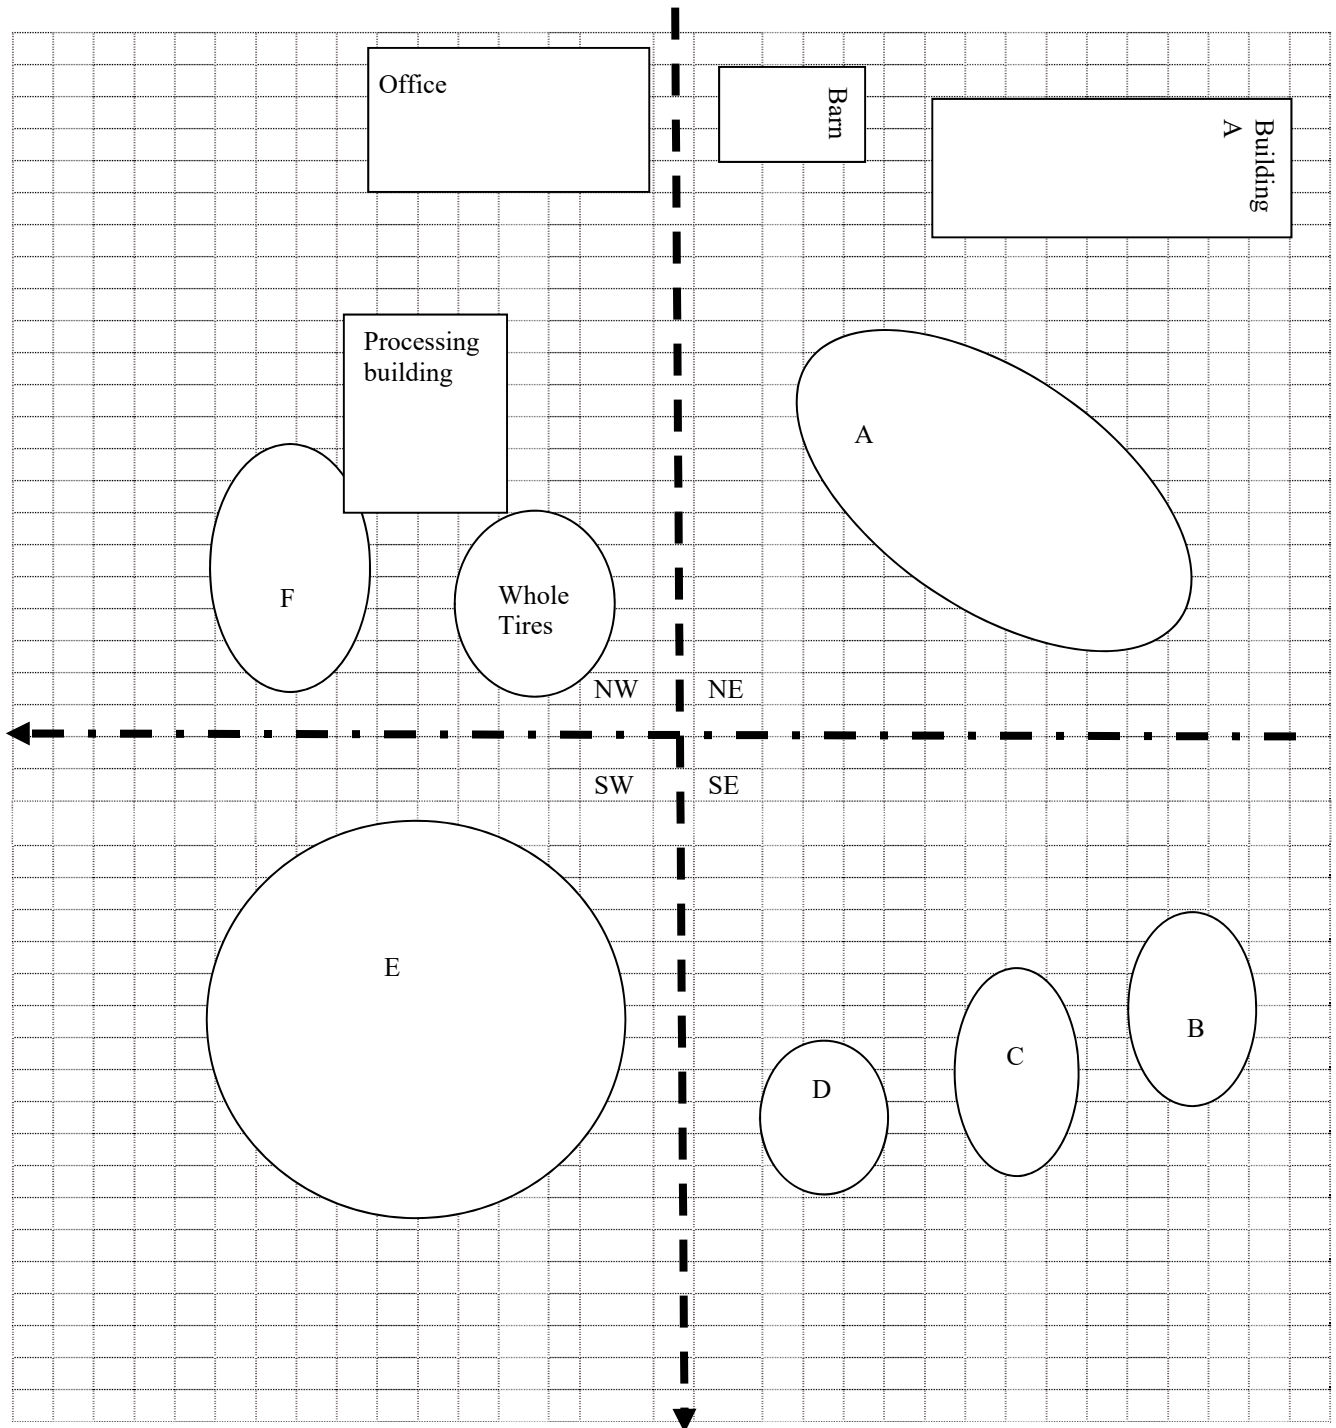 Office
Barn
Building
A
Processing
building
A
F
Whole
Tires
NW
NE
SW
SE
E
B
C
D